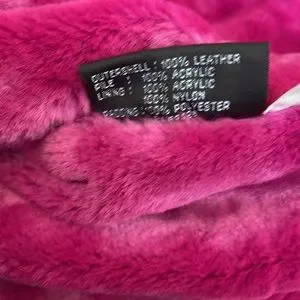 OUTERSHELL : 100% LEATHER
PILE : 100% ACRYLIC
LINING : 100% ACRYLIC
100% NYLON
PADDING : 100% POLYESTER